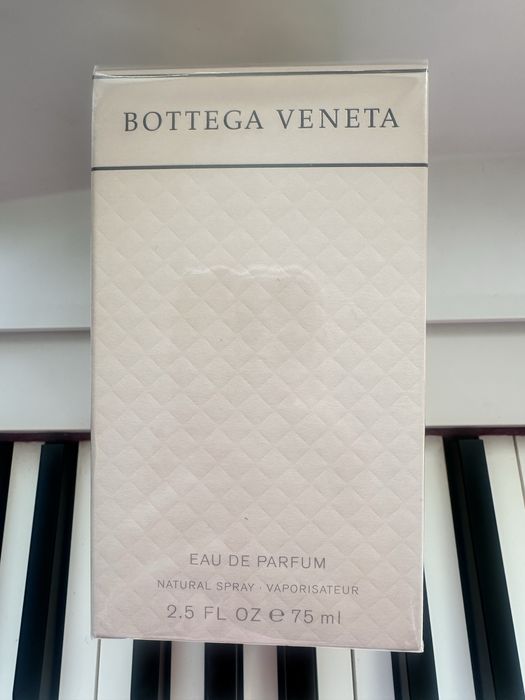 BOTTEGA VENETA
EAU DE PARFUM
NATURAL SPRAY · VAPORISATEUR
2.5 FL OZ ℮ 75 ml